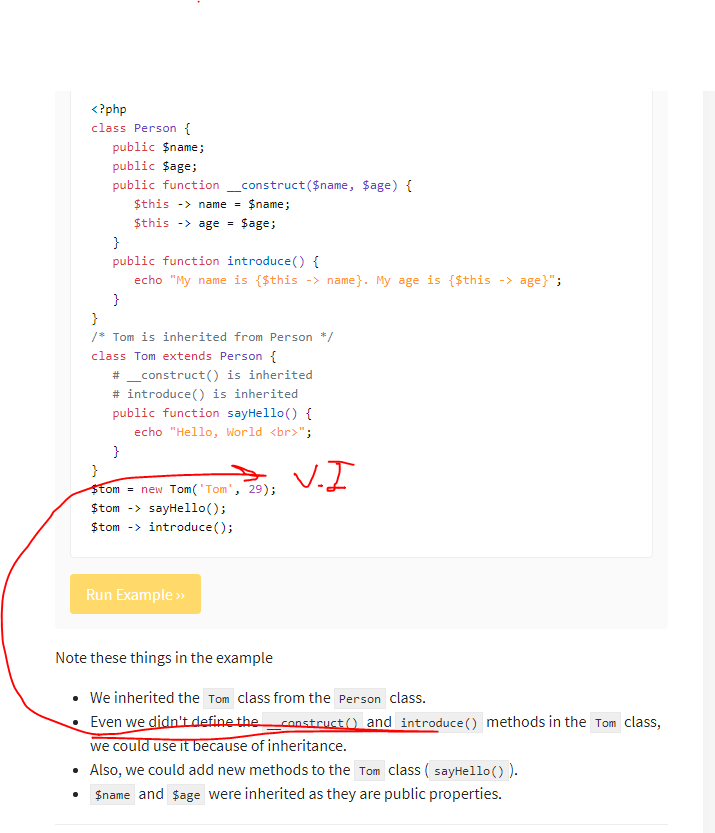 <?php
class Person {
public $name;
public $age;
public function __construct($name, $age) {
$this -> name = $name;
$this -> age = $age;
}
public function introduce() {
echo "My name is {$this -> name}. My age is {$this -> age}";
}
}
/* Tom is inherited from Person */
class Tom extends Person {
# __construct() is inherited
# introduce() is inherited
public function sayHello() {
echo "Hello, World <br>";
}
}
V.I
$tom = new Tom('Tom', 29);
$tom -> sayHello();
$tom -> introduce();
Run Example »
Note these things in the example
• We inherited the Tom class from the Person class.
• Even we didn't define the __construct() and introduce() methods in the Tom class,
we could use it because of inheritance.
• Also, we could add new methods to the Tom class ( sayHello() ).
• $name and $age were inherited as they are public properties.